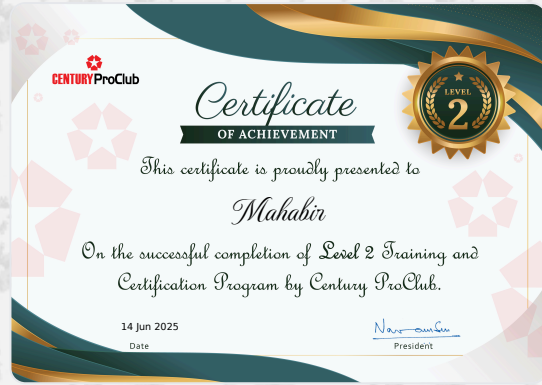 CENTURY ProClub
Certificate
OF ACHIEVEMENT
LEVEL
2
This certificate is proudly presented to
Mahabir
On the successful completion of Level 2 Training and
Certification Program by Century ProClub.
14 Jun 2025
Date
President